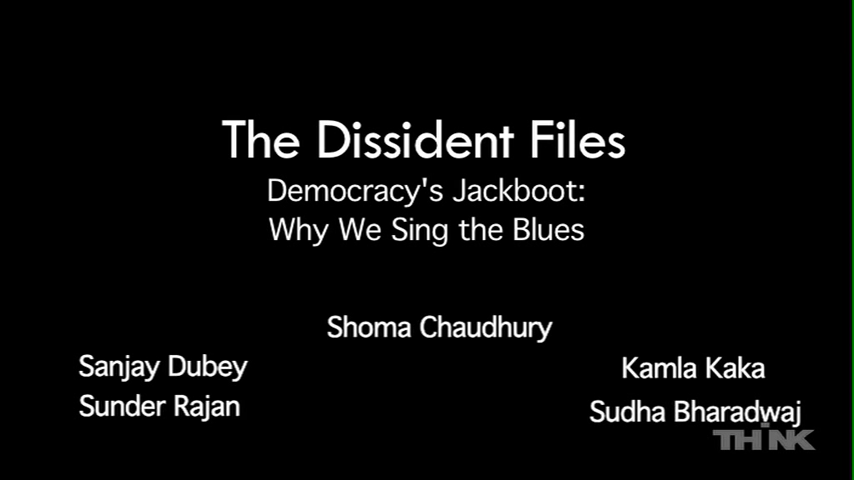 The Dissident Files
Democracy's Jackboot:
Why We Sing the Blues
Shoma Chaudhury
Sanjay Dubey
Kamla Kaka
Sunder Rajan
Sudha Bharadwaj
THiNK